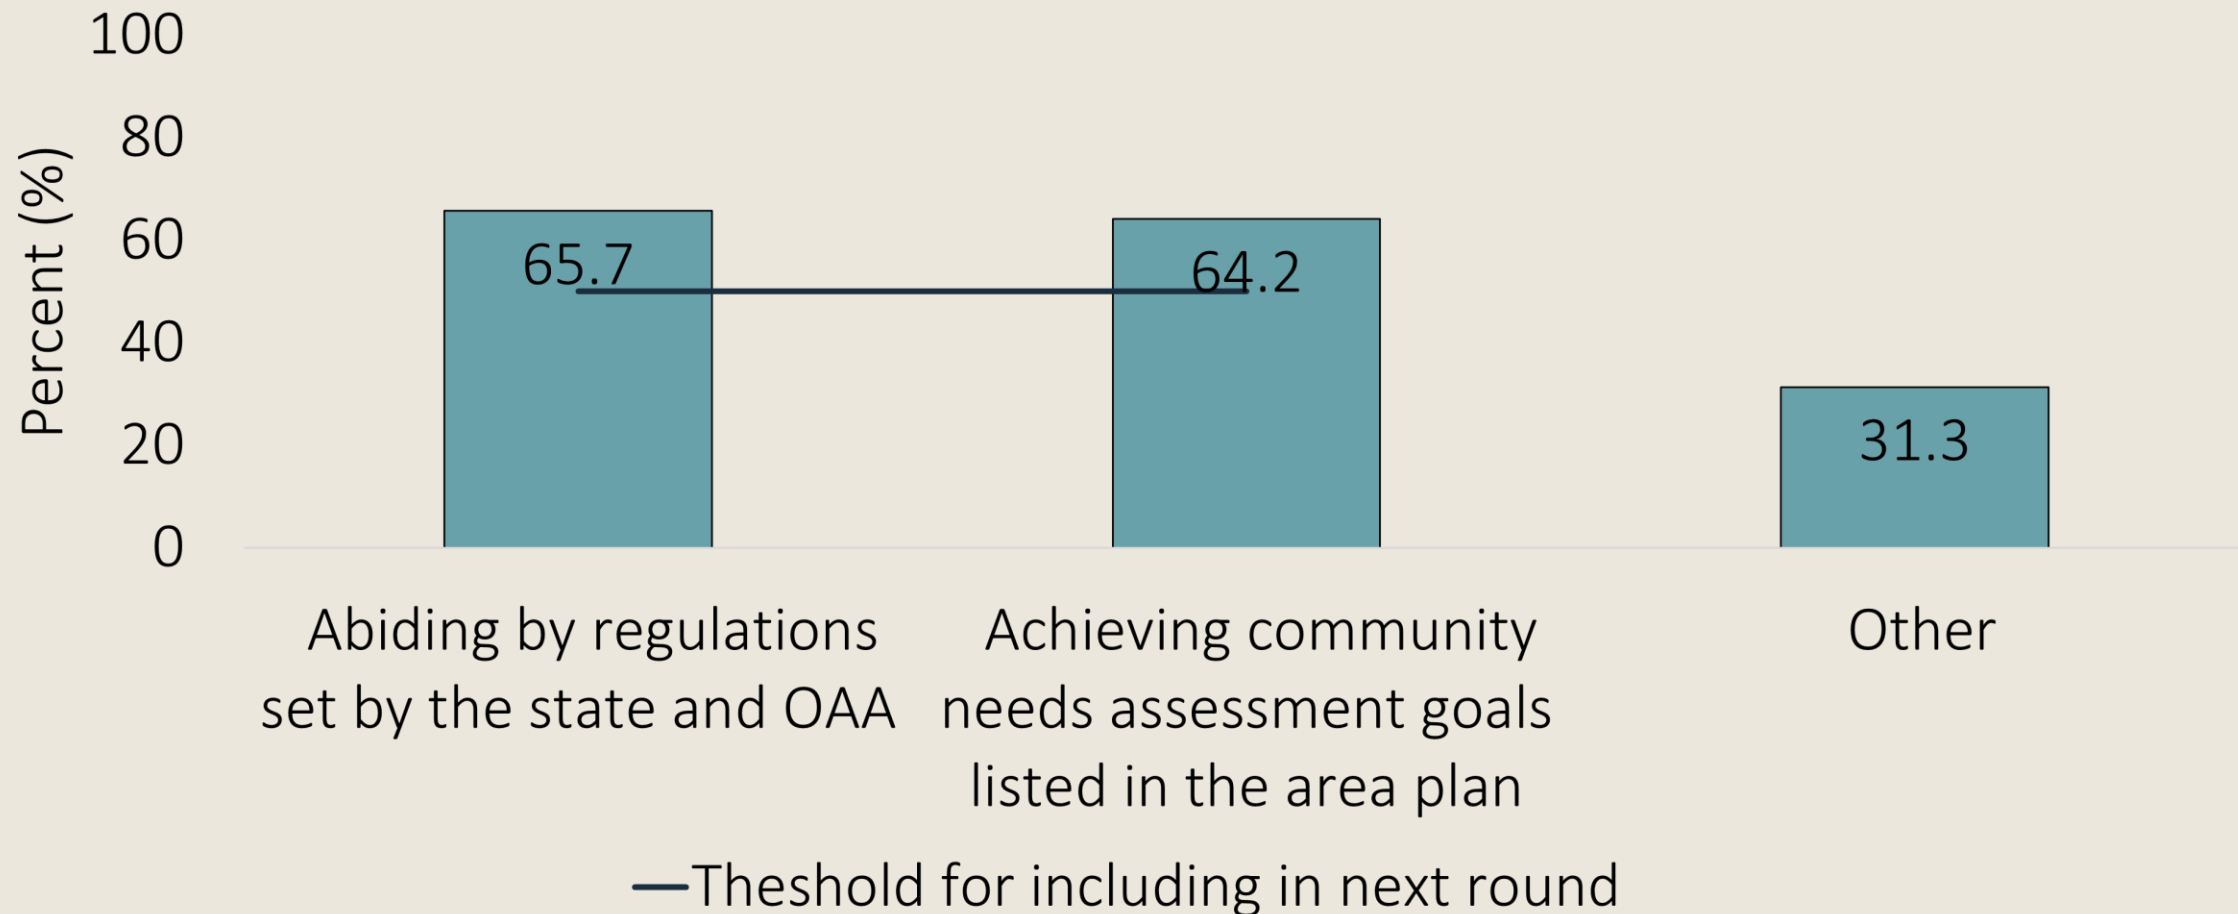 Percent (%)
100
80
60
40
20
0
65.7
64.2
31.3
Abiding by regulations
set by the state and OAA
Achieving community
needs assessment goals
listed in the area plan
Other
Theshold for including in next round